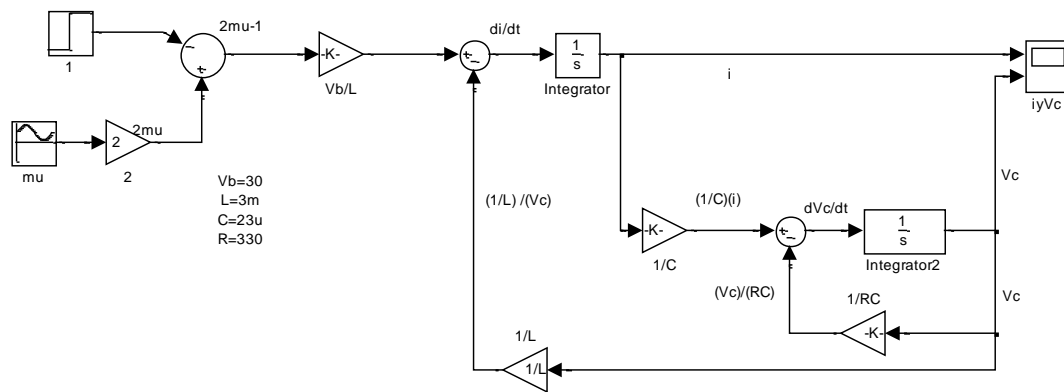 1
2mu-1
-K-
Vb/L
di/dt
1
s
Integrator
i
iyVc
mu
2
2mu
2
Vb=30
L=3m
C=23u
R=330
(1/L) /(Vc)
-K-
1/C
(1/C)(i)
dVc/dt
1
s
Integrator2
Vc
(Vc)/(RC)
1/RC
-K-
Vc
1/L
1/L